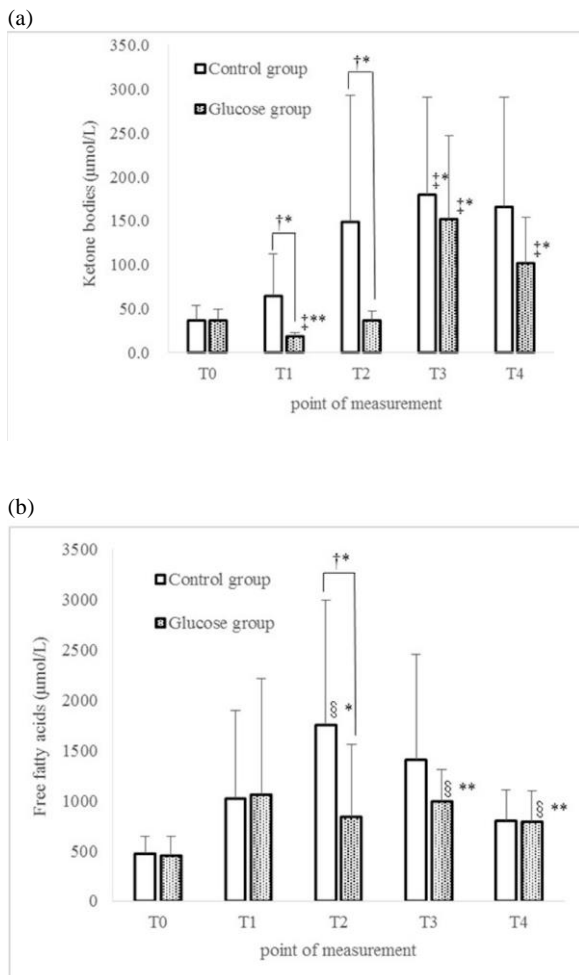 (a)
350.0
300.0
250.0
200.0
150.0
100.0
50.0
0.0
Ketone bodies (μmol/L)
Control group
Glucose group
†*
†*
‡**
‡*
‡*
‡*
T0 T1 T2 T3 T4
point of measurement
(b)
3500
3000
2500
2000
1500
1000
500
0
Free fatty acids (μmol/L)
Control group
Glucose group
†*
§ *
§ **
§ **
T0 T1 T2 T3 T4
point of measurement